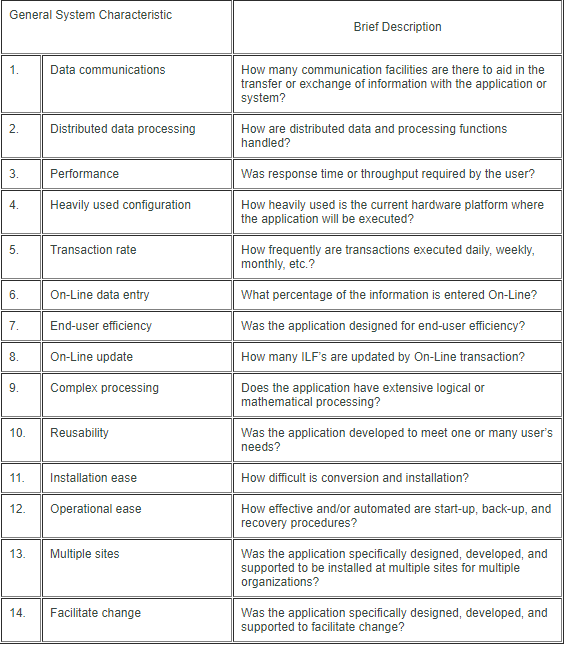 General System Characteristic
Brief Description
1. Data communications
How many communication facilities are there to aid in the
transfer or exchange of information with the application or
system?
2. Distributed data processing
How are distributed data and processing functions
handled?
3. Performance
Was response time or throughput required by the user?
4. Heavily used configuration
How heavily used is the current hardware platform where
the application will be executed?
5. Transaction rate
How frequently are transactions executed daily, weekly,
monthly, etc.?
6. On-Line data entry
What percentage of the information is entered On-Line?
7. End-user efficiency
Was the application designed for end-user efficiency?
8. On-Line update
How many ILF's are updated by On-Line transaction?
9. Complex processing
Does the application have extensive logical or
mathematical processing?
10. Reusability
Was the application developed to meet one or many user's
needs?
11. Installation ease
How difficult is conversion and installation?
12. Operational ease
How effective and/or automated are start-up, back-up, and
recovery procedures?
13. Multiple sites
Was the application specifically designed, developed, and
supported to be installed at multiple sites for multiple
organizations?
14. Facilitate change
Was the application specifically designed, developed, and
supported to facilitate change?